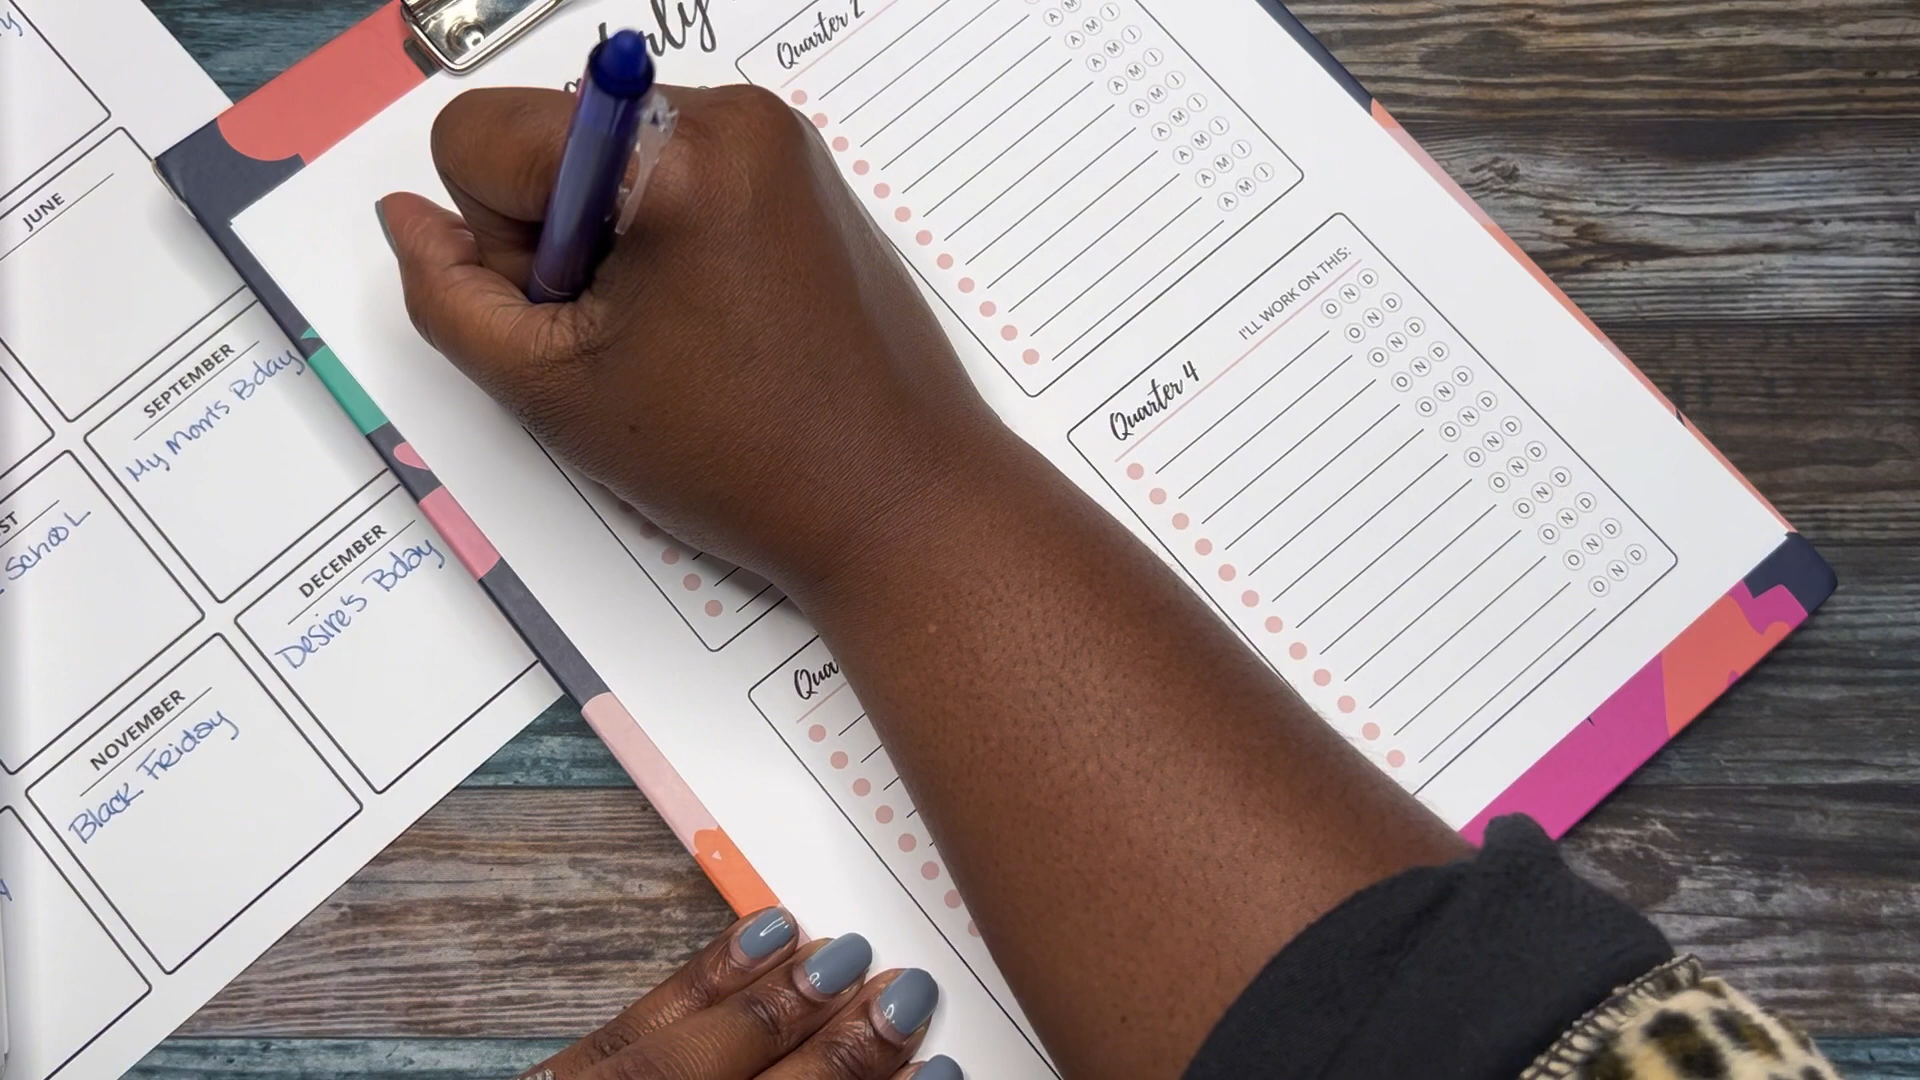 JUNE
SEPTEMBER
My Mom's Bday
SCHOOL
DECEMBER
Desire's Bday
NOVEMBER
Black Friday
Quarter 2
A M J
A M J
A M J
A M J
A M J
A M J
A M J
A M J
A M J
Quarter 4
I'LL WORK ON THIS:
O N D
O N D
O N D
O N D
O N D
O N D
O N D
O N D
O N D
O N D
O N D
O N D